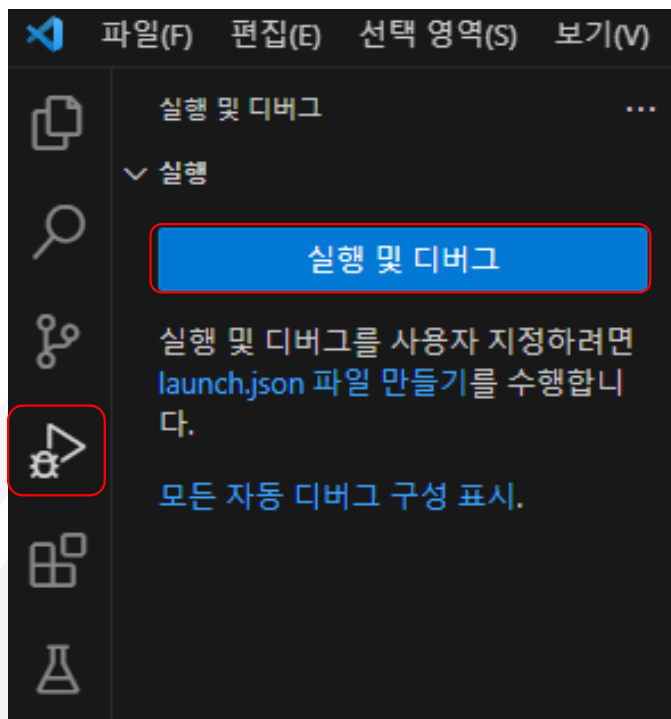 파일(F) 편집(E) 선택 영역(S) 보기(V)
실행 및 디버그 ...
실행
실행 및 디버그
실행 및 디버그를 사용자 지정하려면
launch.json 파일 만들기를 수행합니
다.
모든 자동 디버그 구성 표시.